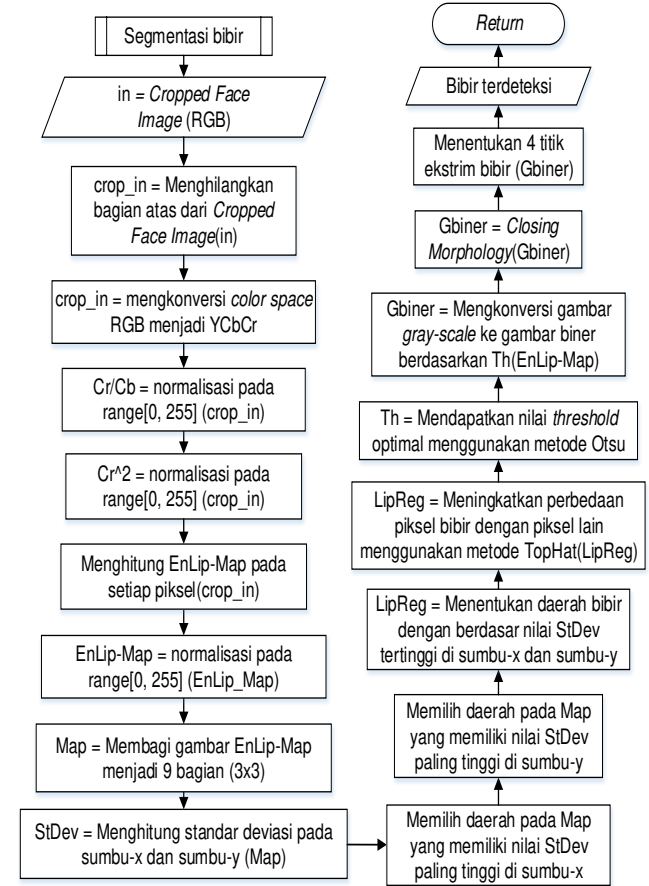 Segmentasi bibir
in = Cropped Face
Image (RGB)
crop_in = Menghilangkan
bagian atas dari Cropped
Face Image(in)
crop_in = mengkonversi color space
RGB menjadi YCbCr
Cr/Cb = normalisasi pada
range[0, 255] (crop_in)
Cr^2 = normalisasi pada
range[0, 255] (crop_in)
Menghitung EnLip-Map pada
setiap piksel(crop_in)
EnLip-Map = normalisasi pada
range[0, 255] (EnLip_Map)
Map = Membagi gambar EnLip-Map
menjadi 9 bagian (3x3)
StDev = Menghitung standar deviasi pada
sumbu-x dan sumbu-y (Map)
Memilih daerah pada Map
yang memiliki nilai StDev
paling tinggi di sumbu-x
Memilih daerah pada Map
yang memiliki nilai StDev
paling tinggi di sumbu-y
LipReg = Menentukan daerah bibir
dengan berdasar nilai StDev
tertinggi di sumbu-x dan sumbu-y
LipReg = Meningkatkan perbedaan
piksel bibir dengan piksel lain
menggunakan metode TopHat(LipReg)
Th = Mendapatkan nilai threshold
optimal menggunakan metode Otsu
Gbiner = Mengkonversi gambar
gray-scale ke gambar biner
berdasarkan Th(EnLip-Map)
Gbiner = Closing
Morphology(Gbiner)
Menentukan 4 titik
ekstrim bibir (Gbiner)
Bibir terdeteksi
Return